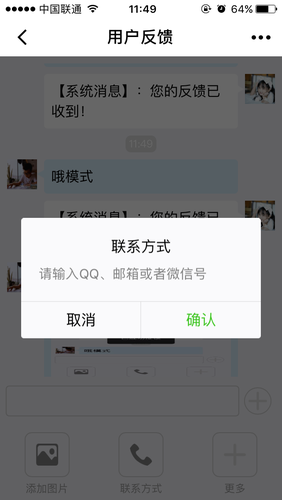 中国联通
11:49
64%
用户反馈
【系统消息】：您的反馈已
收到！
11:49
哦模式
【系统消息】：您的反馈已
联系方式
请输入QQ、邮箱或者微信号
取消
确认
添加图片
联系方式
更多